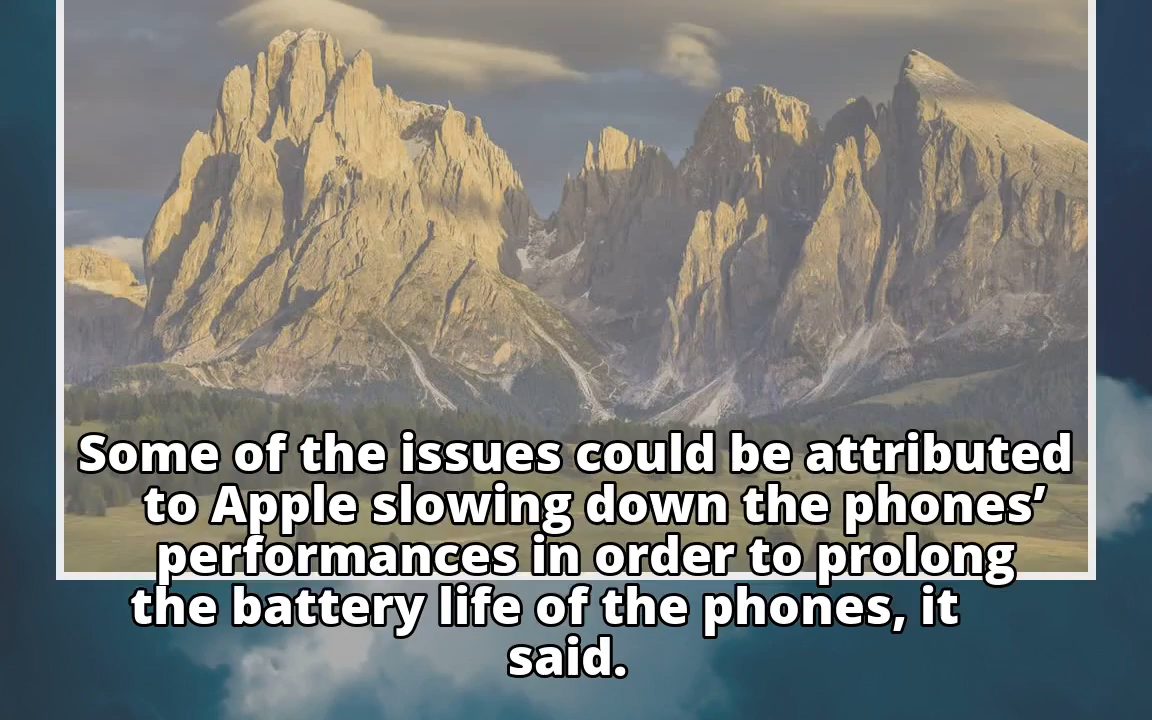 Some of the issues could be attributed
to Apple slowing down the phones’
performances in order to prolong
the battery life of the phones, it
said.